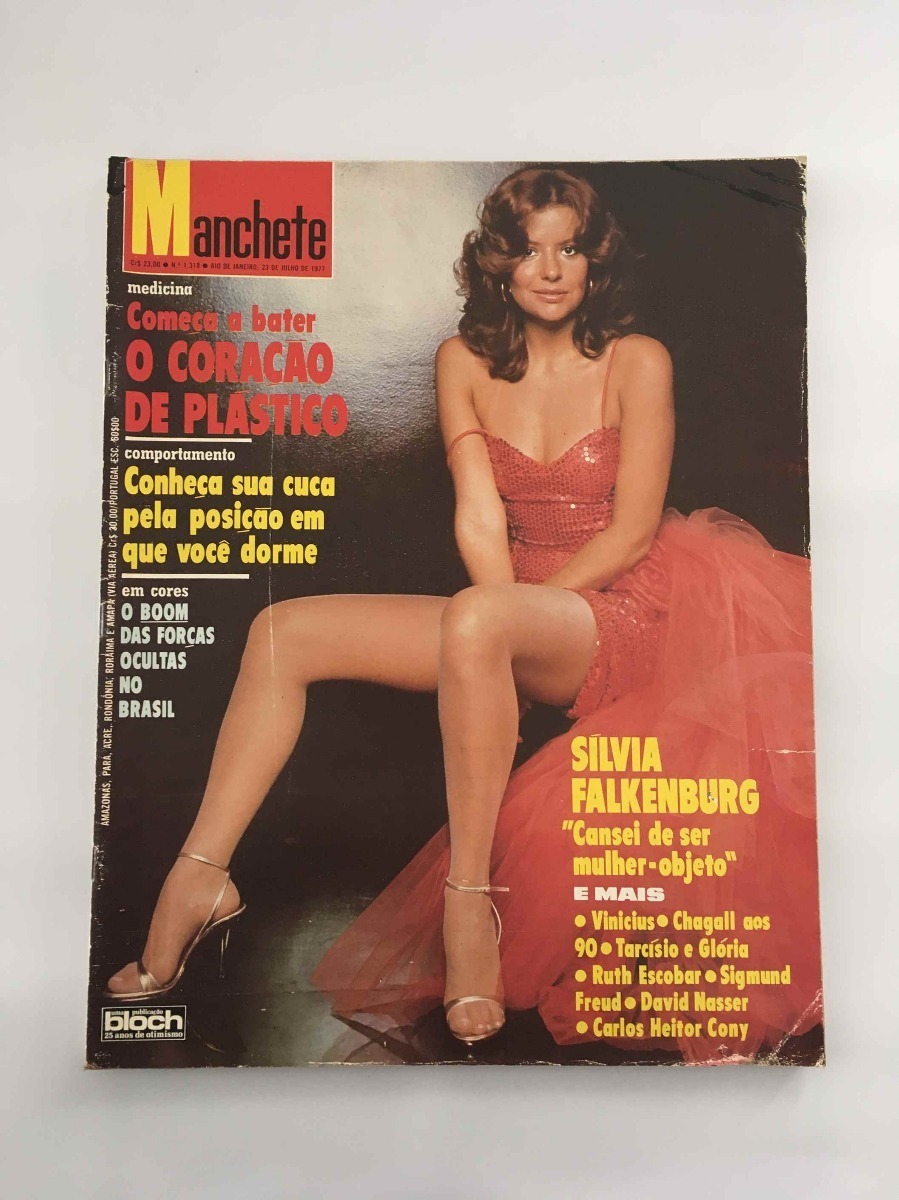 Manchete
Cr$ 23,00 ● N.º 1.318 ● RIO DE JANEIRO, 23 DE JULHO DE 1977
medicina
Começa a bater
O CORAÇÃO
DE PLÁSTICO
comportamento
Conheça sua cuca
pela posição em
que você dorme
em cores
O BOOM
DAS FORÇAS
OCULTAS
NO
BRASIL
AMAZONAS, PARÁ, ACRE, RONDÔNIA, RORAIMA E AMAPÁ (VIA AÉREA) Cr$ 30,00/PORTUGAL ESC. 60$00
SÍLVIA
FALKENBURG
"Cansei de ser
mulher-objeto"
E MAIS
● Vinicius ● Chagall aos
90 ● Tarcísio e Glória
● Ruth Escobar ● Sigmund
Freud ● David Nasser
● Carlos Heitor Cony
uma publicação
bloch
25 anos de otimismo